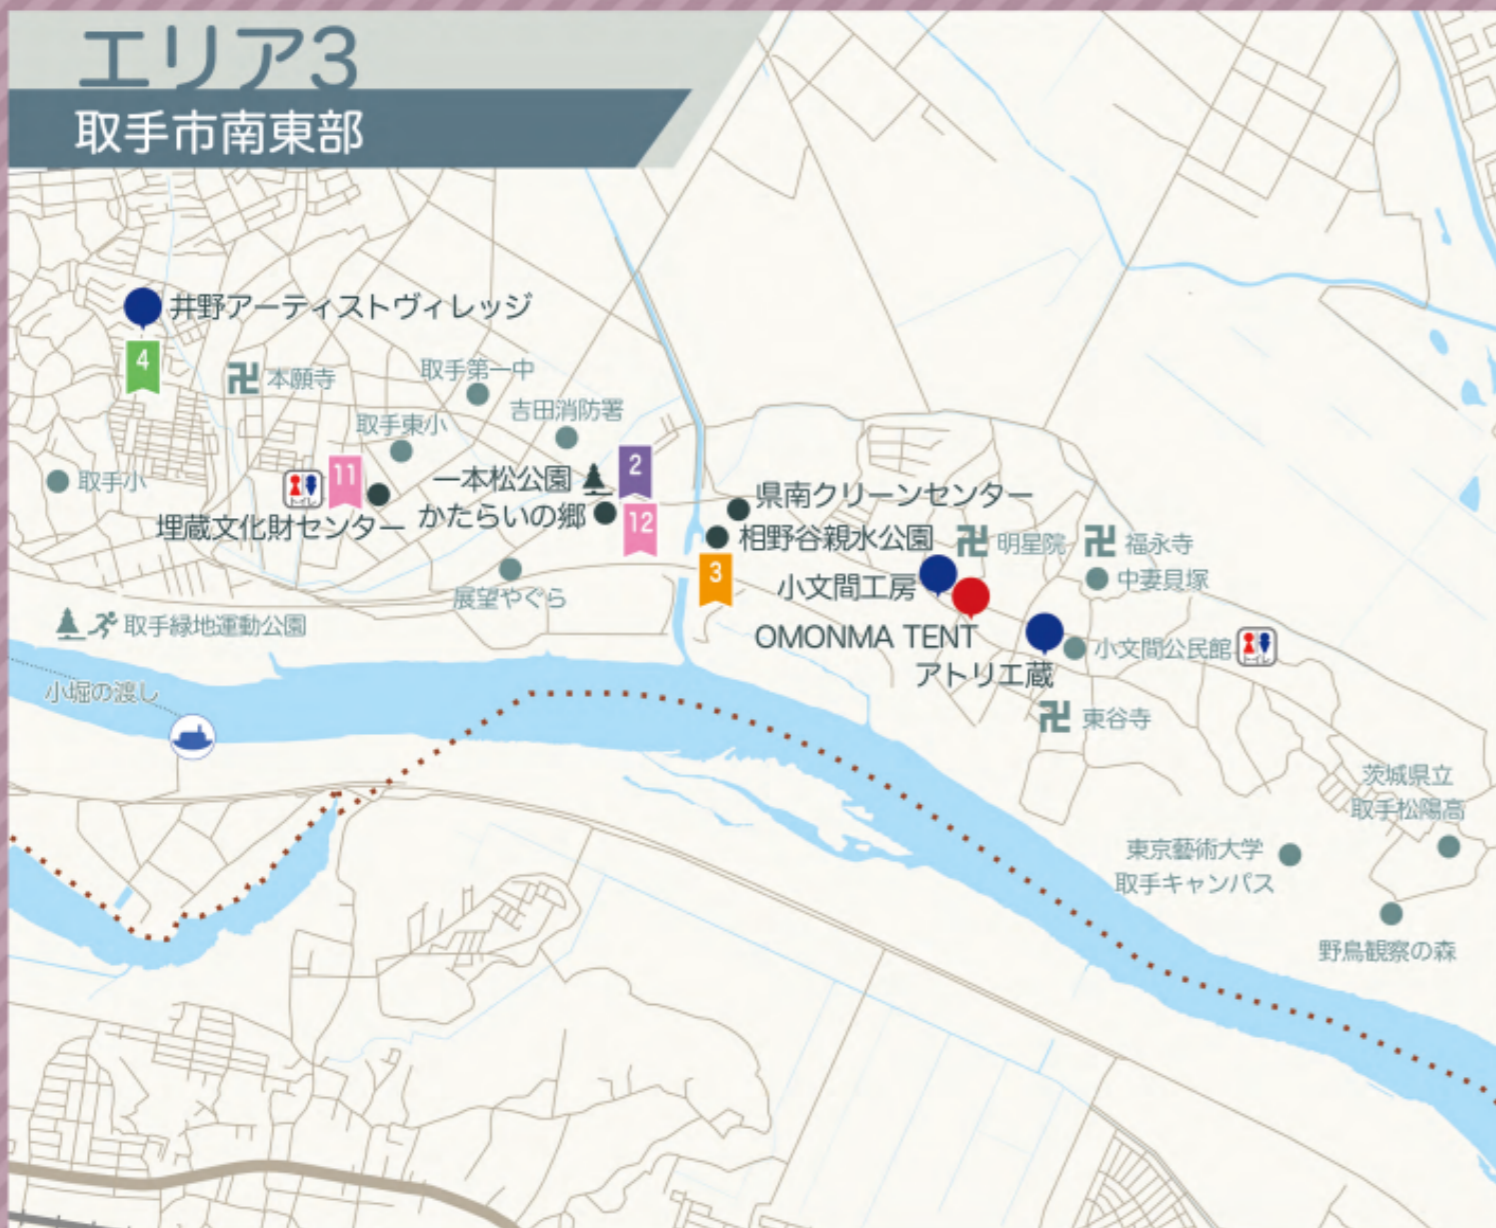 エリア3
取手市南東部
井野アーティストヴィレッジ
4
本願寺
取手第一中
吉田消防署
取手東小
取手小
11
トイレ
埋蔵文化財センター
一本松公園
2
かたらいの郷
12
県南クリーンセンター
相野谷親水公園
3
明星院
福永寺
中妻貝塚
小文間工房
OMONMA TENT
アトリエ蔵
小文間公民館
トイレ
東谷寺
展望やぐら
取手緑地運動公園
小堀の渡し
茨城県立
取手松陽高
東京藝術大学
取手キャンパス
野鳥観察の森